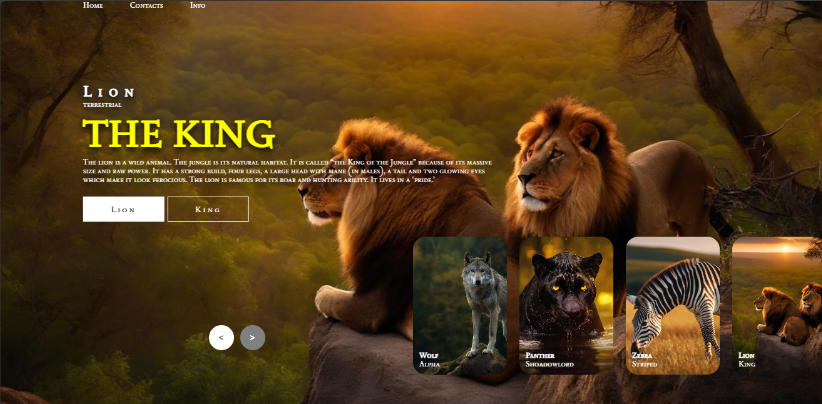 Home Contacts Info
Lion
terrestrial
THE KING
The lion is a wild animal. The jungle is its natural habitat. It is called "the King of the Jungle" because of its massive
size and raw power. It has a strong build, four legs, a large head with mane (in males), a tail and two glowing eyes
which make it look ferocious. The lion is famous for its roar and hunting ability. It lives in a "pride."
Lion King
< >
Wolf
Alpha
Panther
Shoadowlord
Zebra
Striped
Lion
King